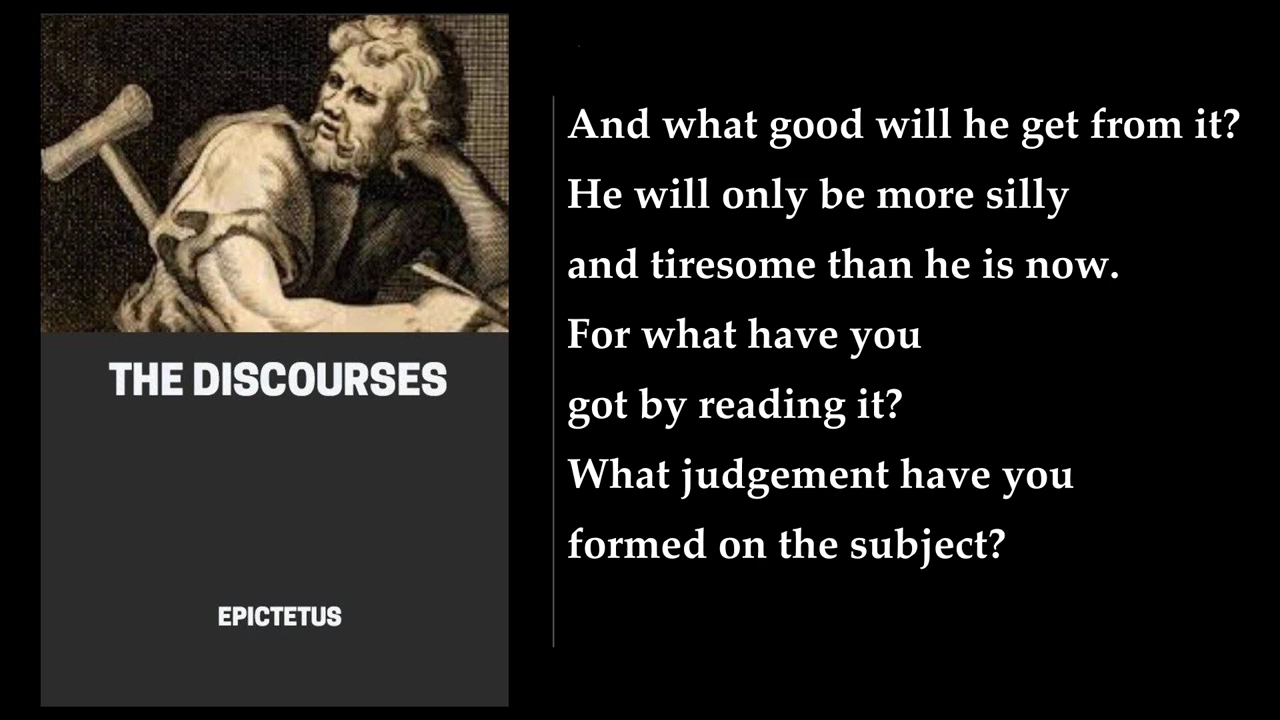 THE DISCOURSES
EPICTETUS
And what good will he get from it?
He will only be more silly
and tiresome than he is now.
For what have you
got by reading it?
What judgement have you
formed on the subject?